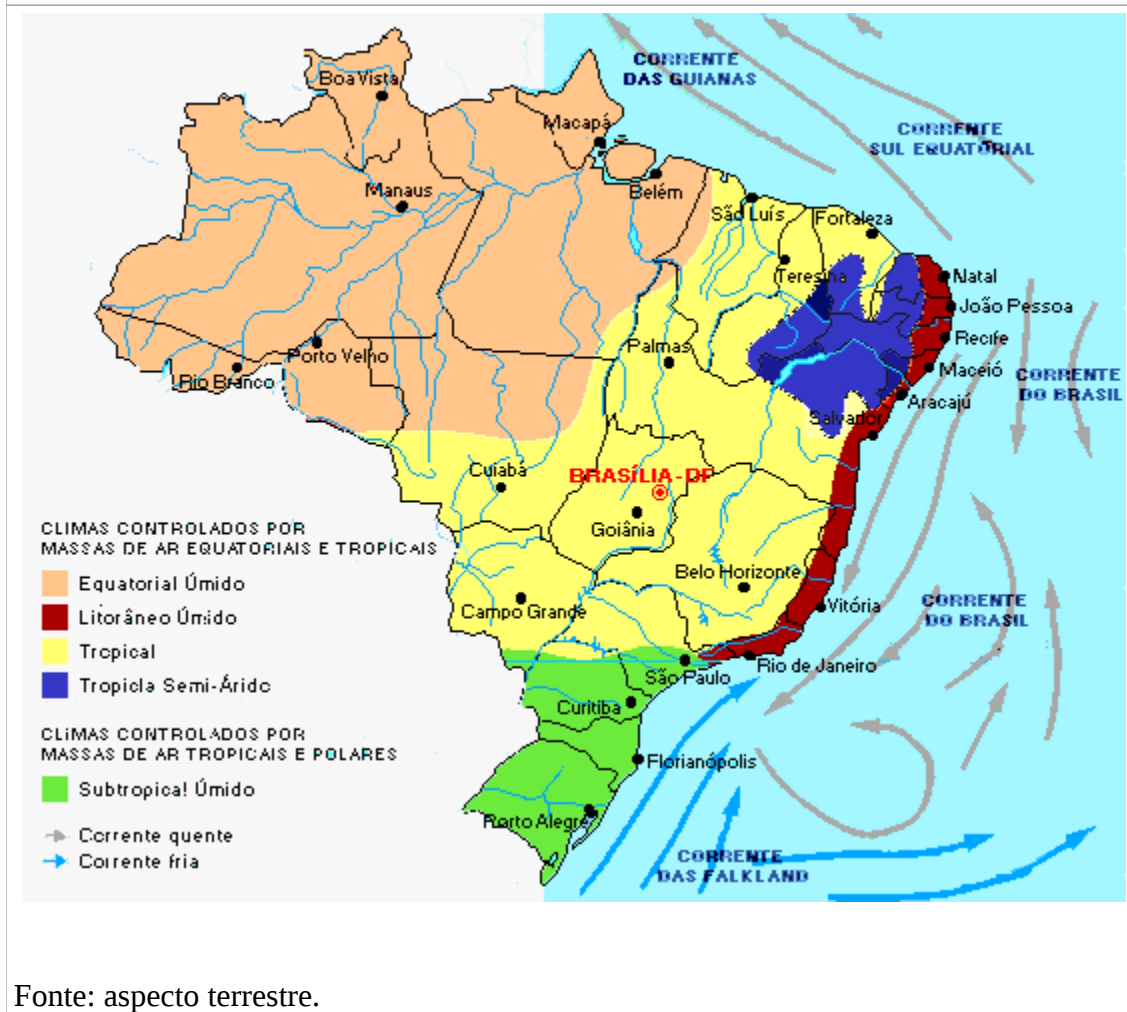 CORRENTE
DAS GUIANAS
CORRENTE
SUL EQUATORIAL
Boa Vista
Macapá
Manaus
Belém
São Luís
Fortaleza
Teresina
Natal
João Pessoa
Recife
Maceió
Aracajú
Salvador
Porto Velho
Rio Branco
Palmas
CORRENTE
DO BRASIL
Cuiabá
BRASÍLIA-DF
Goiânia
Belo Horizonte
Campo Grande
Vitória
CORRENTE
DO BRASIL
Rio de Janeiro
São Paulo
Curitiba
Florianópolis
Porto Alegre
CORRENTE
DAS FALKLAND
CLIMAS CONTROLADOS POR
MASSAS DE AR EQUATORIAIS E TROPICAIS
Equatorial Úmido
Litorâneo Úmido
Tropical
Tropicla Semi-Árido
CLIMAS CONTROLADOS POR
MASSAS DE AR TROPICAIS E POLARES
Subtropical Úmido
Corrente quente
Corrente fria
Fonte: aspecto terrestre.